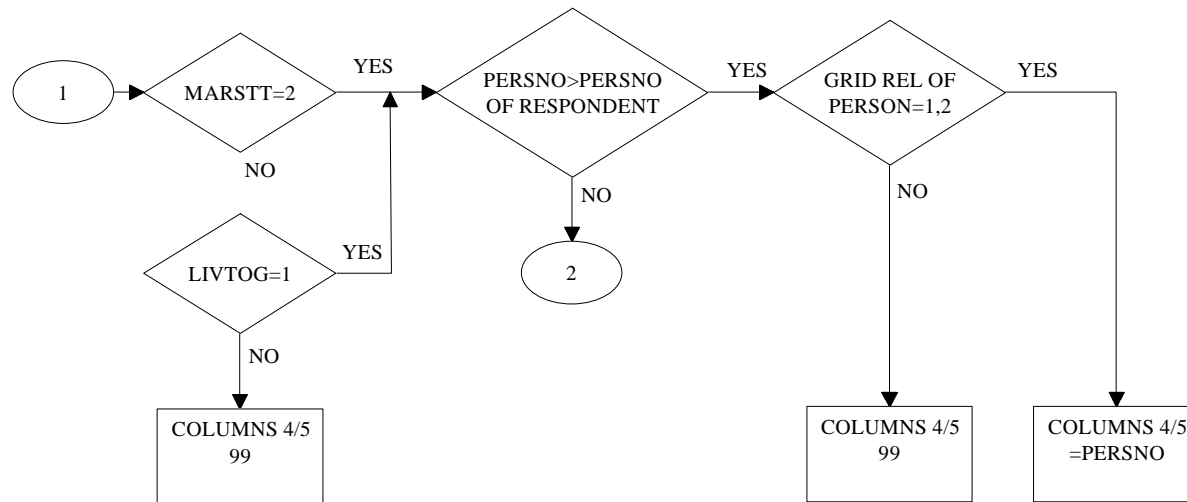 1
MARSTT=2
YES
NO
PERSNO>PERSNO
OF RESPONDENT
YES
NO
GRID REL OF
PERSON=1,2
YES
NO
LIVTOG=1
YES
NO
2
COLUMNS 4/5
99
COLUMNS 4/5
99
COLUMNS 4/5
=PERSNO